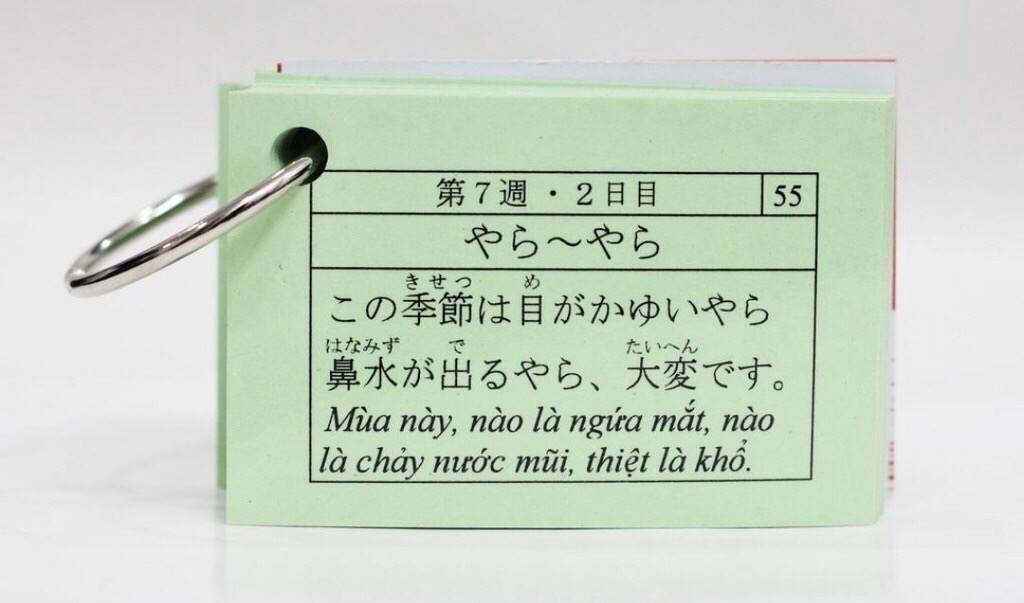 第７週・２日目 55
やら～やら
きせつ め
この季節は目がかゆいやら
はなみず で たいへん
鼻水が出るやら、大変です。
Mùa này, nào là ngứa mắt, nào
là chảy nước mũi, thiệt là khổ.